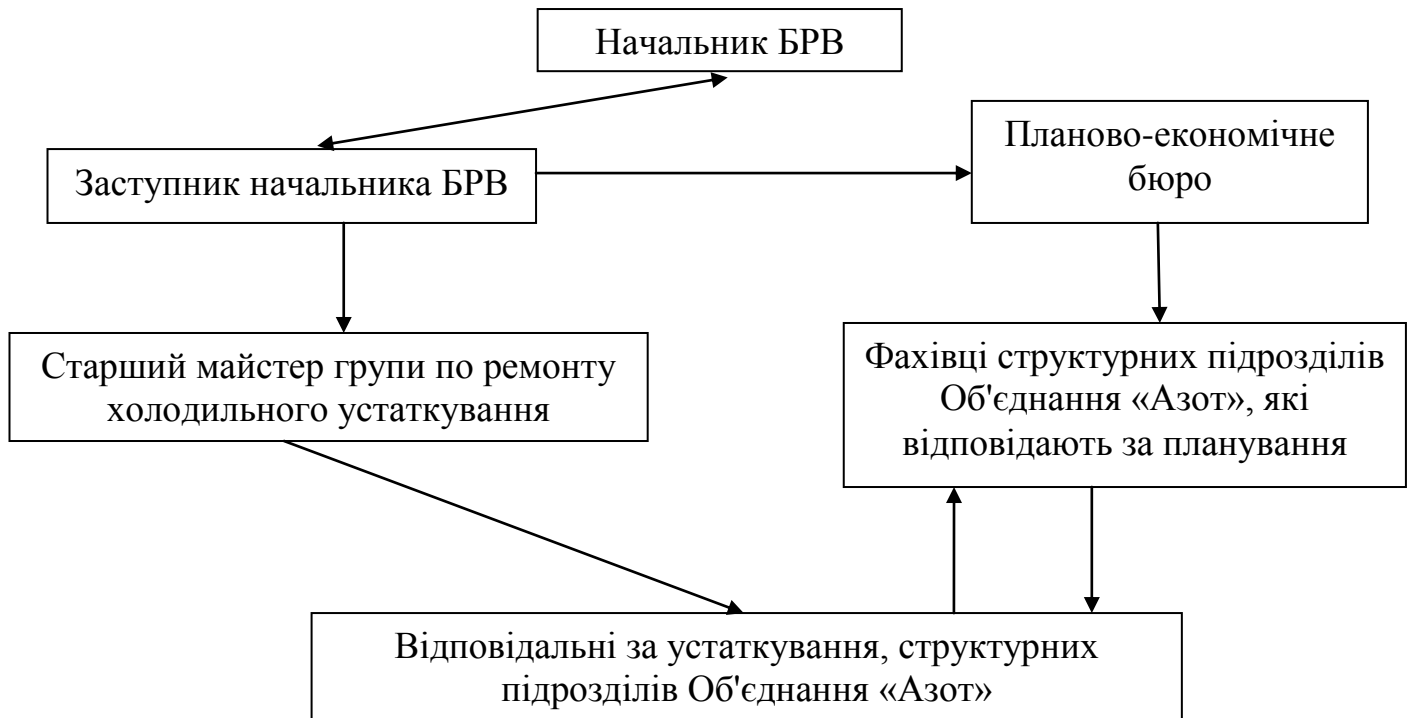 Начальник БРВ
Планово-економічне
бюро
Заступник начальника БРВ
Старший майстер групи по ремонту
холодильного устаткування
Фахівці структурних підрозділів
Об'єднання «Азот», які
відповідають за планування
Відповідальні за устаткування, структурних
підрозділів Об'єднання «Азот»